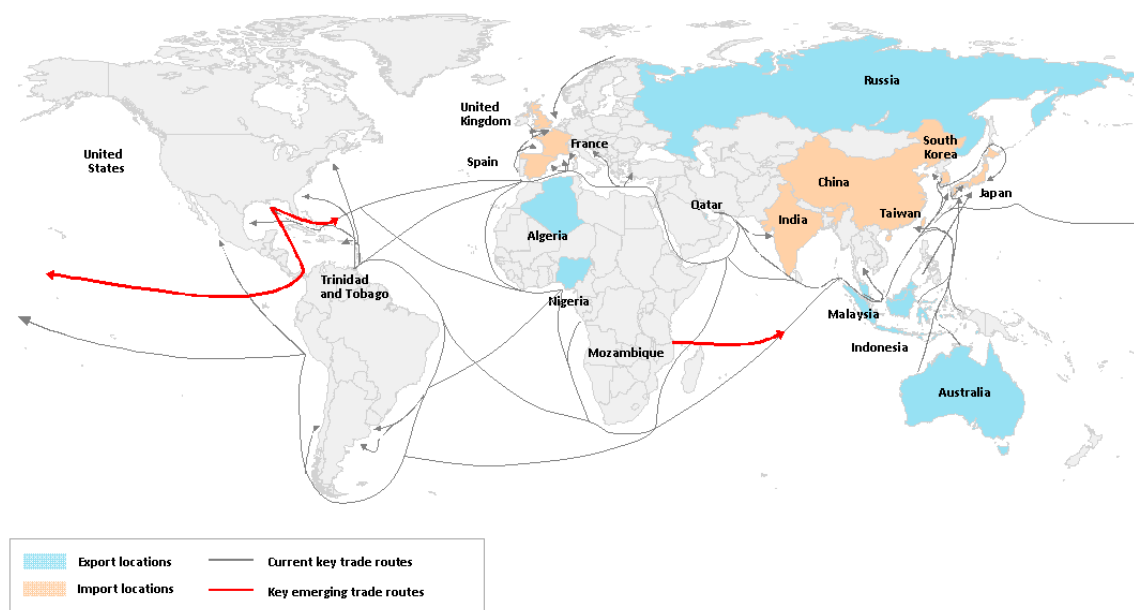 Russia
United
Kingdom
France
United
States
Spain
South
Korea
China
Japan
Qatar
India
Taiwan
Algeria
Trinidad
and Tobago
Nigeria
Malaysia
Indonesia
Mozambique
Australia
Export locations
Current key trade routes
Import locations
Key emerging trade routes